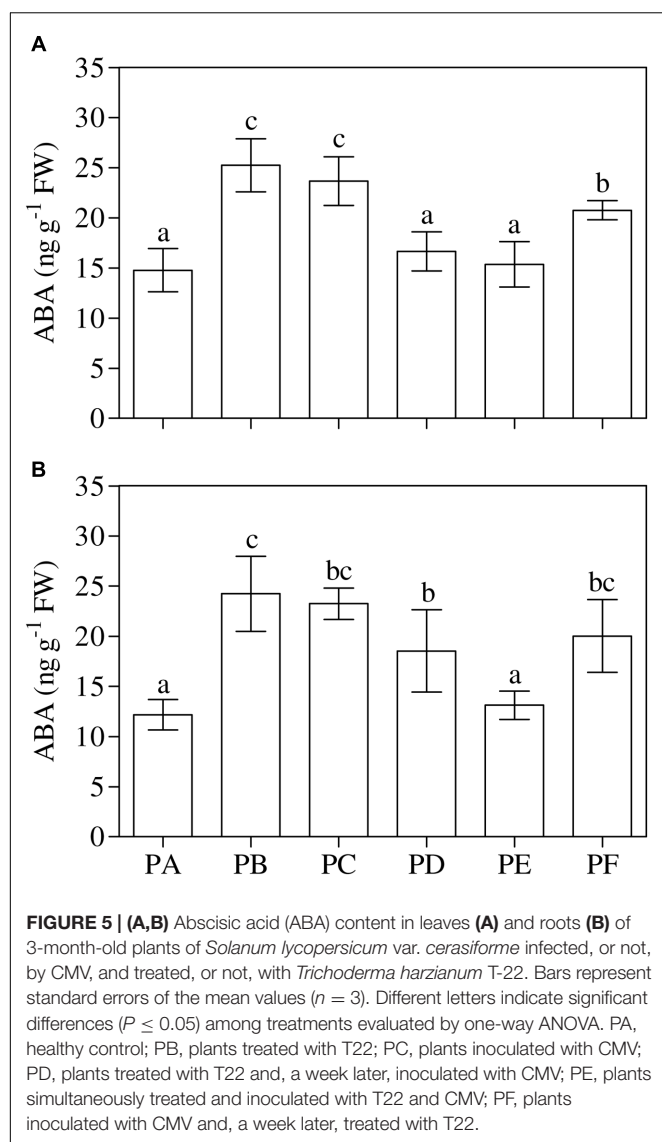 A
35
30
25
20
15
10
5
0
ABA (ng g⁻¹ FW)
a
c
c
a
a
b
B
35
30
25
20
15
10
5
0
ABA (ng g⁻¹ FW)
a
c
bc
b
a
bc
PA PB PC PD PE PF
FIGURE 5 | (A,B) Abscisic acid (ABA) content in leaves (A) and roots (B) of
3-month-old plants of Solanum lycopersicum var. cerasiforme infected, or not,
by CMV, and treated, or not, with Trichoderma harzianum T-22. Bars represent
standard errors of the mean values (n = 3). Different letters indicate significant
differences (P ≤ 0.05) among treatments evaluated by one-way ANOVA. PA,
healthy control; PB, plants treated with T22; PC, plants inoculated with CMV;
PD, plants treated with T22 and, a week later, inoculated with CMV; PE, plants
simultaneously treated and inoculated with T22 and CMV; PF, plants
inoculated with CMV and, a week later, treated with T22.